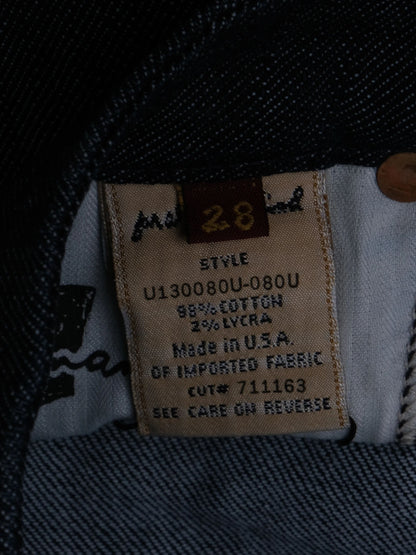 28
STYLE
U130080U-080U
98% COTTON
2% LYCRA
Made in U.S.A.
OF IMPORTED FABRIC
CUT# 711163
SEE CARE ON REVERSE